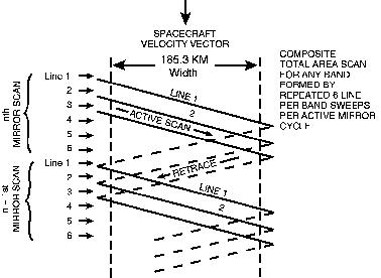 SPACECRAFT
VELOCITY VECTOR
185.3 KM
Width
COMPOSITE
TOTAL AREA SCAN
FOR ANY BAND
FORMED BY
REPEATED 6 LINE
PER BAND SWEEPS
PER ACTIVE MIRROR
CYCLE
nth
MIRROR SCAN
Line 1
2
3
4
5
6
LINE 1
2
ACTIVE SCAN
RETRACE
n - 1st
MIRROR SCAN
Line 1
2
3
4
5
6
LINE 1
2